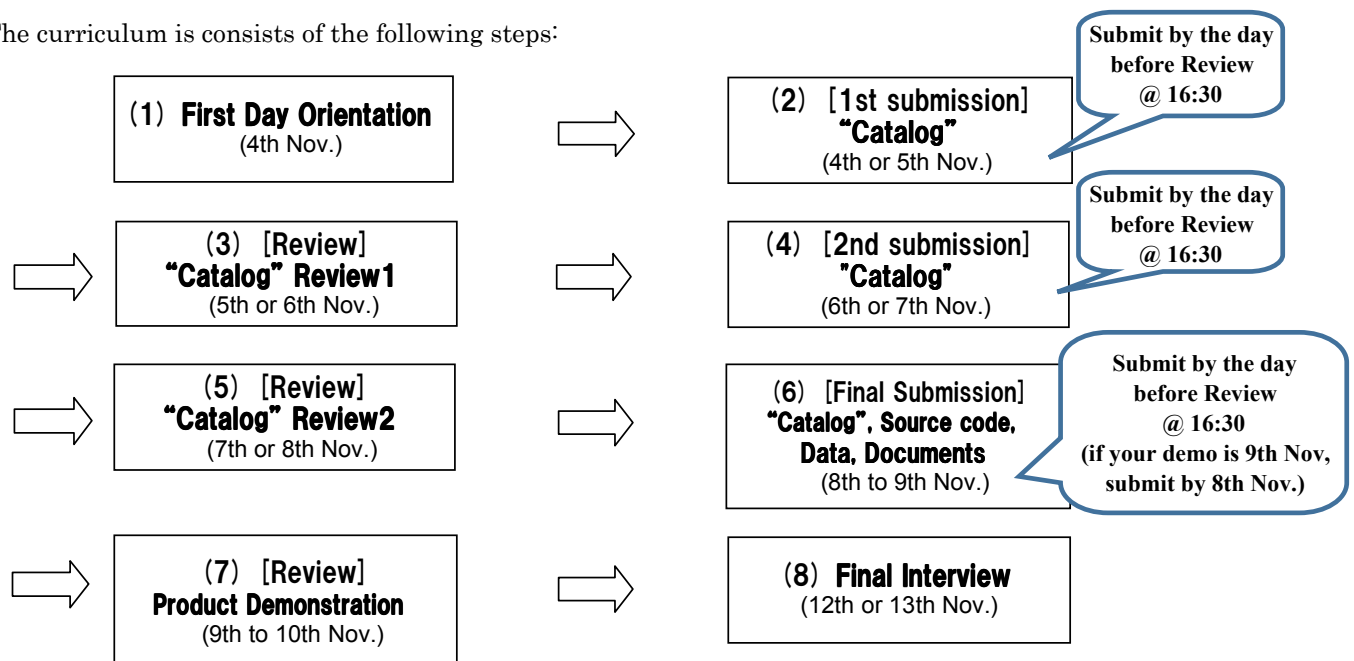 he curriculum is consists of the following steps:
(1) First Day Orientation
(4th Nov.)
(2) [1st submission]
“Catalog”
(4th or 5th Nov.)
Submit by the day
before Review
@ 16:30
(3) [Review]
“Catalog” Review1
(5th or 6th Nov.)
(4) [2nd submission]
"Catalog"
(6th or 7th Nov.)
Submit by the day
before Review
@ 16:30
(5) [Review]
“Catalog” Review2
(7th or 8th Nov.)
(6) [Final Submission]
“Catalog”, Source code,
Data, Documents
(8th to 9th Nov.)
Submit by the day
before Review
@ 16:30
(if your demo is 9th Nov,
submit by 8th Nov.)
(7) [Review]
Product Demonstration
(9th to 10th Nov.)
(8) Final Interview
(12th or 13th Nov.)